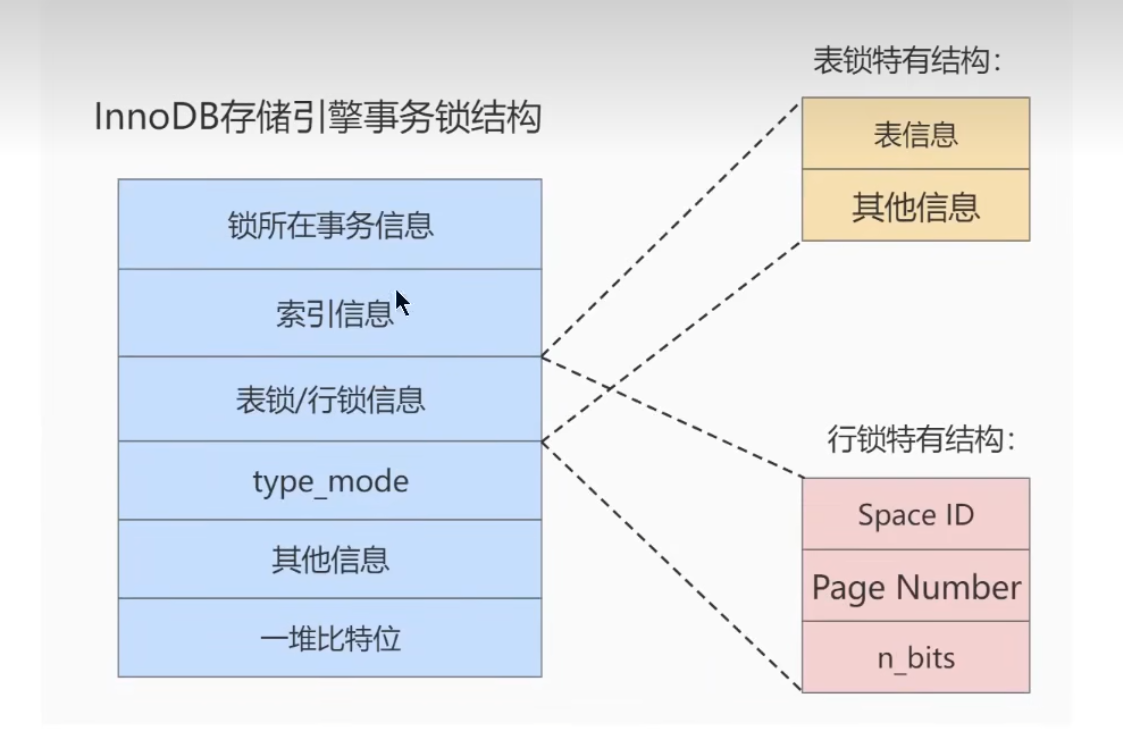 InnoDB存储引擎事务锁结构
锁所在事务信息
索引信息
表锁/行锁信息
type_mode
其他信息
一堆比特位
表锁特有结构:
表信息
其他信息
行锁特有结构:
Space ID
Page Number
n_bits